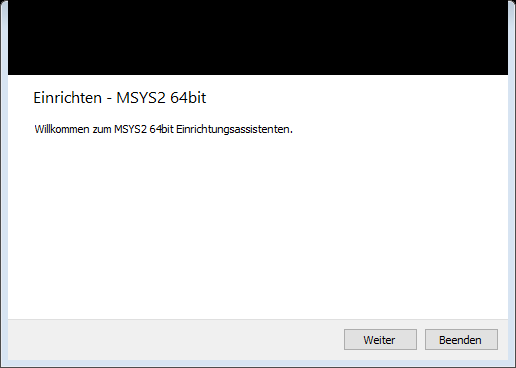 Einrichten - MSYS2 64bit
Willkommen zum MSYS2 64bit Einrichtungsassistenten.
Weiter
Beenden